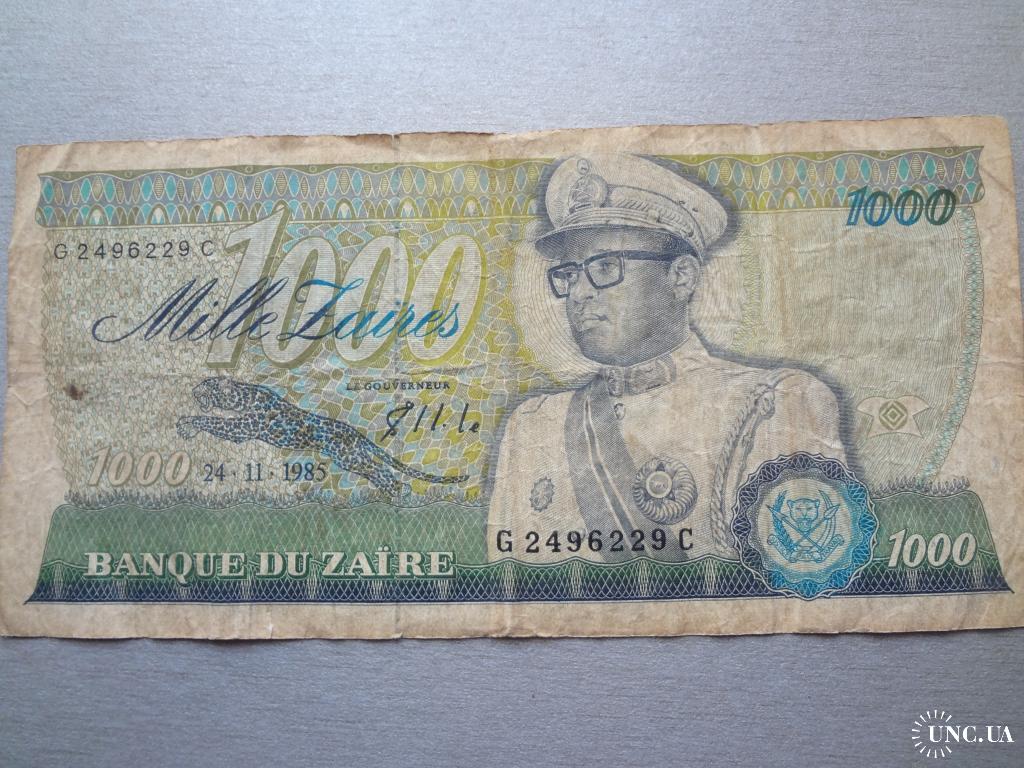 1000
G 2496229 C
1000
Mille Zaïres
LE GOUVERNEUR
1000
24·11·1985
G 2496229 C
BANQUE DU ZAÏRE
1000
UNC.UA